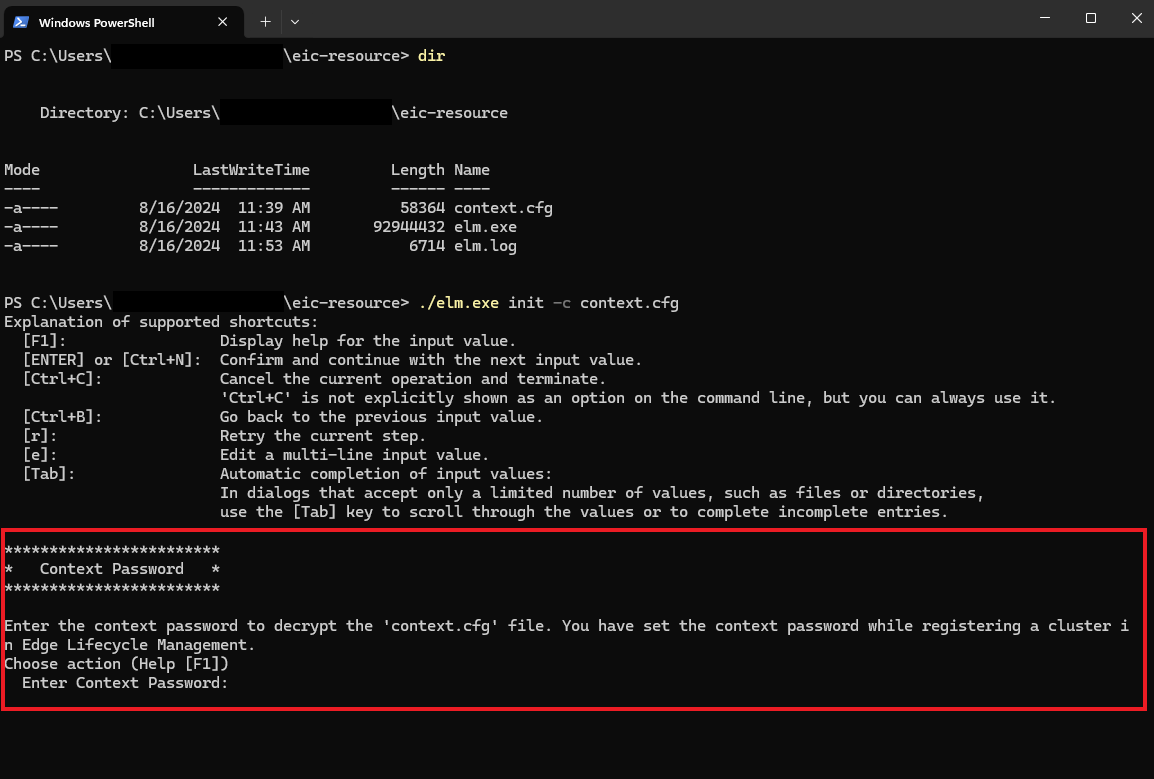 Windows PowerShell
PS C:\Users\ \eic-resource> dir
Directory: C:\Users\ \eic-resource
Mode LastWriteTime Length Name
---- ------------- ------ ----
-a---- 8/16/2024 11:39 AM 58364 context.cfg
-a---- 8/16/2024 11:43 AM 92944432 elm.exe
-a---- 8/16/2024 11:53 AM 6714 elm.log
PS C:\Users\ \eic-resource> ./elm.exe init -c context.cfg
Explanation of supported shortcuts:
[F1]: Display help for the input value.
[ENTER] or [Ctrl+N]: Confirm and continue with the next input value.
[Ctrl+C]: Cancel the current operation and terminate.
'Ctrl+C' is not explicitly shown as an option on the command line, but you can always use it.
[Ctrl+B]: Go back to the previous input value.
[r]: Retry the current step.
[e]: Edit a multi-line input value.
[Tab]: Automatic completion of input values:
In dialogs that accept only a limited number of values, such as files or directories,
use the [Tab] key to scroll through the values or to complete incomplete entries.
************************
* Context Password *
************************
Enter the context password to decrypt the 'context.cfg' file. You have set the context password while registering a cluster i
n Edge Lifecycle Management.
Choose action (Help [F1])
Enter Context Password: